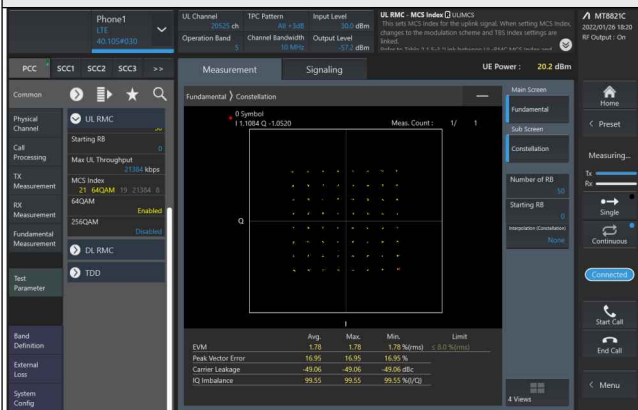 Phone1
LTE
40.105#030
UL Channel
20525 ch
TPC Pattern
All +3dB
Input Level
30.0 dBm
Operation Band
5
Channel Bandwidth
10 MHz
Output Level
-57.2 dBm
UL RMC - MCS Index UL/MCS
This sets MCS index for the uplink signal. When setting MCS Index,
changes to the modulation scheme and TBS index settings are
linked.
MT8821C
2022/01/26 18:20
RF Output : On
PCC
SCC1
SCC2
SCC3
>>
Measurement
Signaling
UE Power : 20.2 dBm
Common
Physical
Channel
Call
Processing
TX
Measurement
RX
Measurement
Fundamental
Measurement
Test
Parameter
Band
Definition
External
Loss
System
Config
UL RMC
50
Starting RB
0
Max UL Throughput
21384 kbps
MCS Index
21 64QAM 19 21384 8
64QAM
Enabled
256QAM
Disabled
DL RMC
TDD
Fundamental 〉 Constellation
0 Symbol
I 1.1084 Q -1.0520
Meas. Count : 1/ 1
Q
I
Avg. Max. Min. Limit
EVM 1.78 1.78 1.78 %(rms) ≤ 8.0 %(rms)
Peak Vector Error 16.95 16.95 16.95 %
Carrier Leakage -49.06 -49.06 -49.06 dBc
IQ Imbalance 99.55 99.55 99.55 %(I/Q)
Main Screen
Fundamental
Sub Screen
Constellation
Number of RB
50
Starting RB
0
Interpolation (Constellation)
None
4 Views
Home
< Preset
Measuring...
Tx
Rx
Single
Continuous
Connected
Start Call
End Call
< Menu